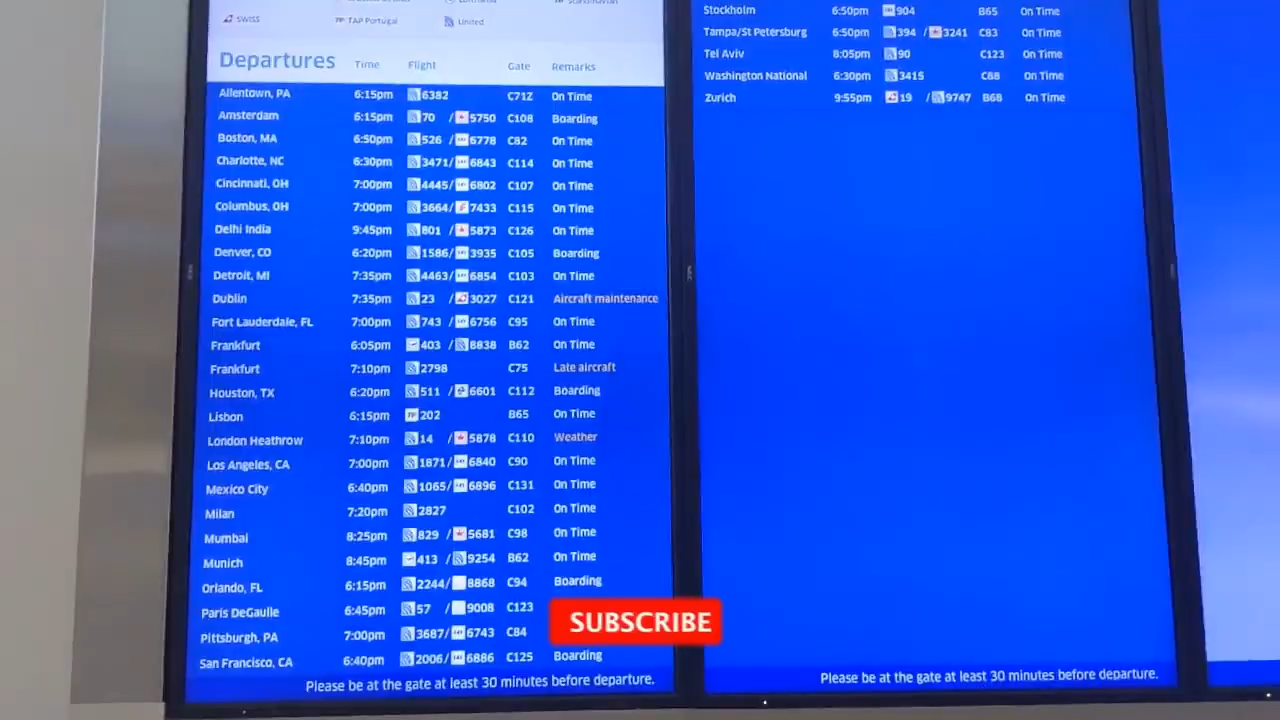 SWISS TAP Portugal United
Departures Time Flight Gate Remarks
Allentown, PA 6:15pm 6382 C71Z On Time
Amsterdam 6:15pm 70 / 5750 C108 Boarding
Boston, MA 6:50pm 526 / 6778 C82 On Time
Charlotte, NC 6:30pm 3471/ 6843 C114 On Time
Cincinnati, OH 7:00pm 4445/ 6802 C107 On Time
Columbus, OH 7:00pm 3664/ 7433 C115 On Time
Delhi India 9:45pm 801 / 5873 C126 On Time
Denver, CO 6:20pm 1586/ 3935 C105 Boarding
Detroit, MI 7:35pm 4463/ 6854 C103 On Time
Dublin 7:35pm 23 / 3027 C121 Aircraft maintenance
Fort Lauderdale, FL 7:00pm 743 / 6756 C95 On Time
Frankfurt 6:05pm 403 / 8838 B62 On Time
Frankfurt 7:10pm 2798 C75 Late aircraft
Houston, TX 6:20pm 511 / 6601 C112 Boarding
Lisbon 6:15pm 202 B65 On Time
London Heathrow 7:10pm 14 / 5878 C110 Weather
Los Angeles, CA 7:00pm 1871/ 6840 C90 On Time
Mexico City 6:40pm 1065/ 6896 C131 On Time
Milan 7:20pm 2827 C102 On Time
Mumbai 8:25pm 829 / 5681 C98 On Time
Munich 8:45pm 413 / 9254 B62 On Time
Orlando, FL 6:15pm 2244/ 8868 C94 Boarding
Paris DeGaulle 6:45pm 57 / 9008 C123
Pittsburgh, PA 7:00pm 3687/ 6743 C84
San Francisco, CA 6:40pm 2006/ 6886 C125 Boarding
Please be at the gate at least 30 minutes before departure.
SUBSCRIBE
Stockholm 6:50pm 904 B65 On Time
Tampa/St Petersburg 6:50pm 394 / 3241 C83 On Time
Tel Aviv 8:05pm 90 C123 On Time
Washington National 6:30pm 3415 C88 On Time
Zurich 9:55pm 19 / 9747 B68 On Time
Please be at the gate at least 30 minutes before departure.